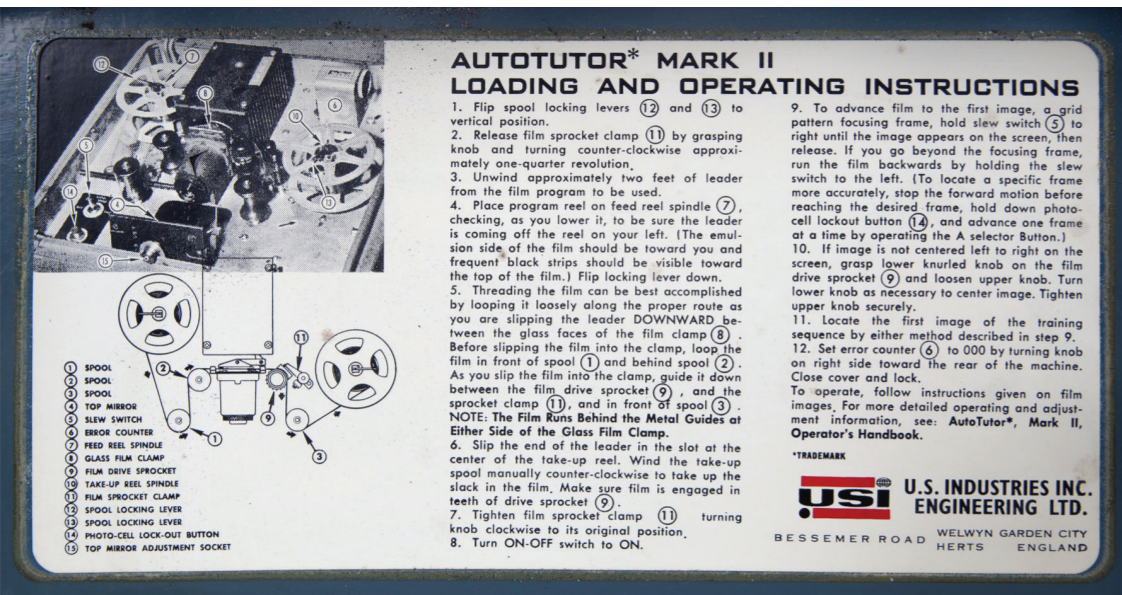 AUTOTUTOR* MARK II
LOADING AND OPERATING INSTRUCTIONS
1. Flip spool locking levers ⑫ and ⑬ to
vertical position.
2. Release film sprocket clamp ⑪ by grasping
knob and turning counter-clockwise approxi-
mately one-quarter revolution.
3. Unwind approximately two feet of leader
from the film program to be used.
4. Place program reel on feed reel spindle ⑦,
checking, as you lower it, to be sure the leader
is coming off the reel on your left. (The emul-
sion side of the film should be toward you and
frequent black strips should be visible toward
the top of the film.) Flip locking lever down.
5. Threading the film can be best accomplished
by looping it loosely along the proper route as
you are slipping the leader DOWNWARD be-
tween the glass faces of the film clamp ⑧ .
Before slipping the film into the clamp, loop the
film in front of spool ① and behind spool ② .
As you slip the film into the clamp, guide it down
between the film drive sprocket ⑨ , and the
sprocket clamp ⑪, and in front of spool ③ .
NOTE: The Film Runs Behind the Metal Guides at
Either Side of the Glass Film Clamp.
6. Slip the end of the leader in the slot at the
center of the take-up reel. Wind the take-up
spool manually counter-clockwise to take up the
slack in the film. Make sure film is engaged in
teeth of drive sprocket ⑨ .
7. Tighten film sprocket clamp ⑪ turning
knob clockwise to its original position.
8. Turn ON-OFF switch to ON.
9. To advance film to the first image, a grid
pattern focusing frame, hold slew switch ⑤ to
right until the image appears on the screen, then
release. If you go beyond the focusing frame,
run the film backwards by holding the slew
switch to the left. (To locate a specific frame
more accurately, stop the forward motion before
reaching the desired frame, hold down photo-
cell lockout button ⑭, and advance one frame
at a time by operating the A selector Button.)
10. If image is not centered left to right on the
screen, grasp lower knurled knob on the film
drive sprocket ⑨ and loosen upper knob. Turn
lower knob as necessary to center image. Tighten
upper knob securely.
11. Locate the first image of the training
sequence by either method described in step 9.
12. Set error counter ⑥ to 000 by turning knob
on right side toward the rear of the machine.
Close cover and lock.
To operate, follow instructions given on film
images. For more detailed operating and adjust-
ment information, see: AutoTutor*, Mark II,
Operator's Handbook.
*TRADEMARK
USI
U.S. INDUSTRIES INC.
ENGINEERING LTD.
BESSEMER ROAD
WELWYN GARDEN CITY
HERTS ENGLAND
⑫
⑦
⑧
⑥
⑩
⑤
⑭
④
⑬
⑮
②
⑪
⑨
①
③
① SPOOL
② SPOOL
③ SPOOL
④ TOP MIRROR
⑤ SLEW SWITCH
⑥ ERROR COUNTER
⑦ FEED REEL SPINDLE
⑧ GLASS FILM CLAMP
⑨ FILM DRIVE SPROCKET
⑩ TAKE-UP REEL SPINDLE
⑪ FILM SPROCKET CLAMP
⑫ SPOOL LOCKING LEVER
⑬ SPOOL LOCKING LEVER
⑭ PHOTO-CELL LOCK-OUT BUTTON
⑮ TOP MIRROR ADJUSTMENT SOCKET